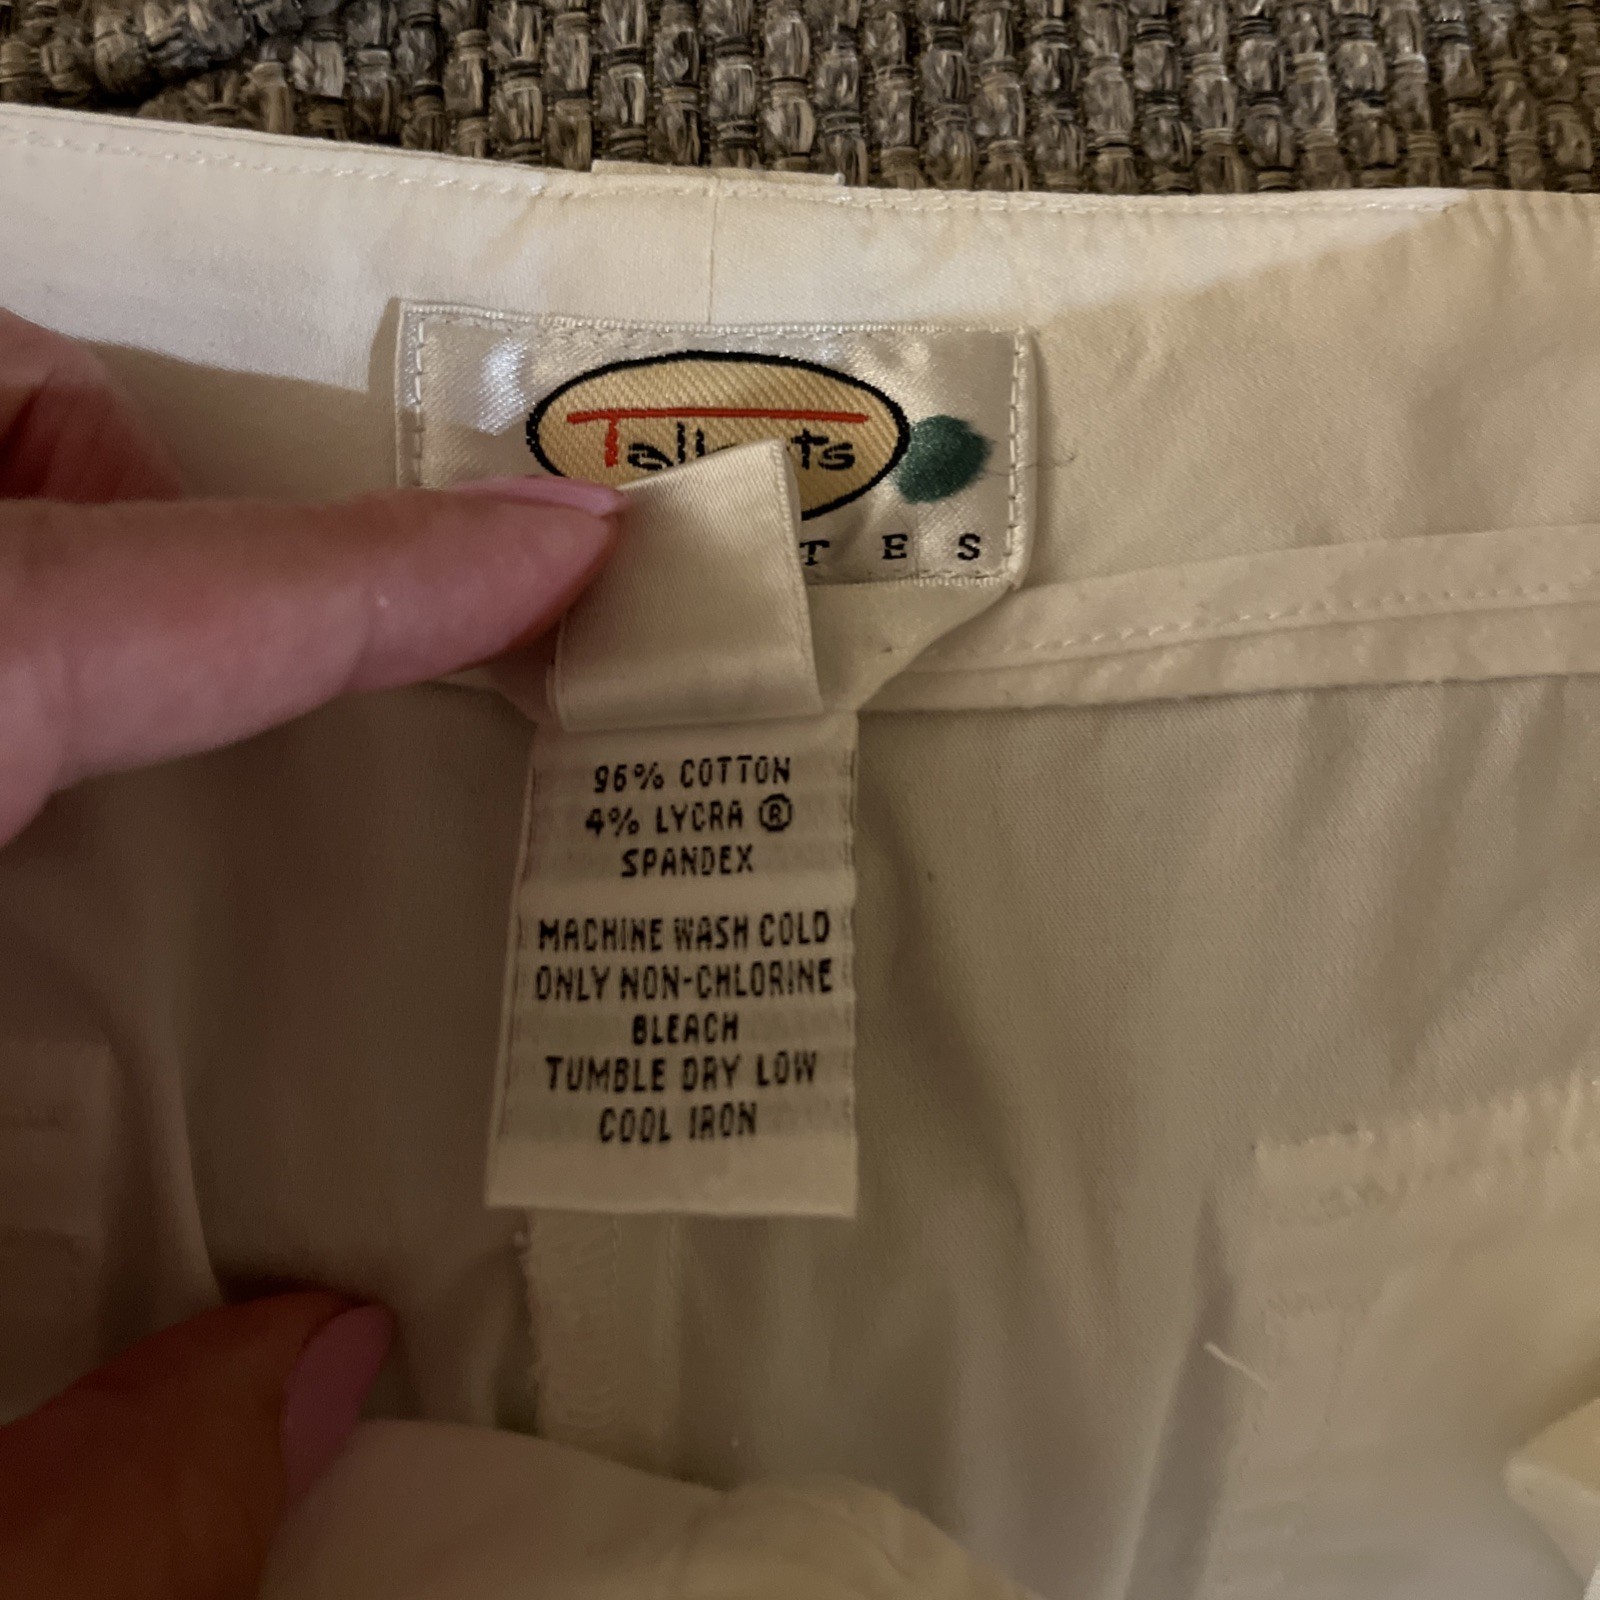 T E S
96% COTTON
4% LYCRA ®
SPANDEX
MACHINE WASH COLD
ONLY NON-CHLORINE
BLEACH
TUMBLE DRY LOW
COOL IRON